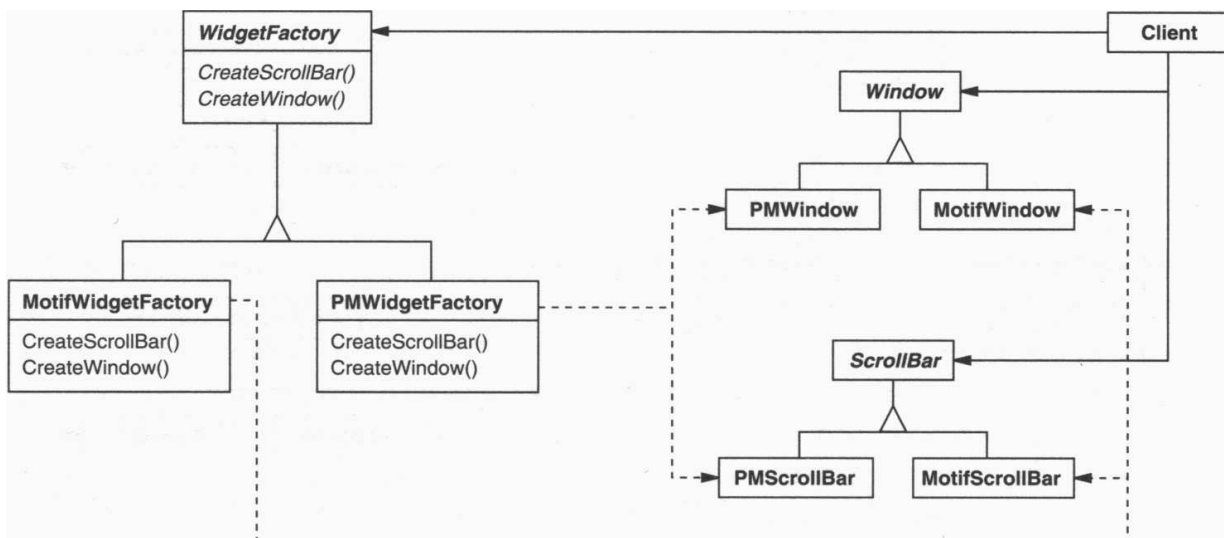 WidgetFactory
CreateScrollBar()
CreateWindow()
Client
Window
PMWindow
MotifWindow
MotifWidgetFactory
CreateScrollBar()
CreateWindow()
PMWidgetFactory
CreateScrollBar()
CreateWindow()
ScrollBar
PMScrollBar
MotifScrollBar